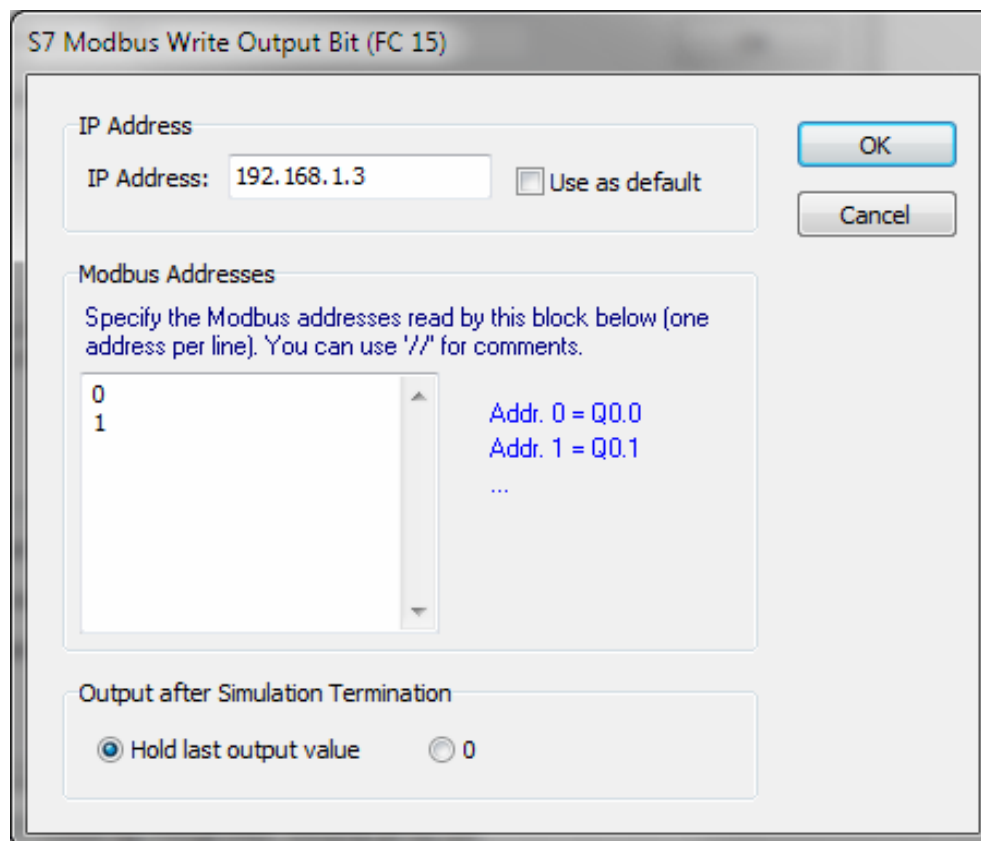 S7 Modbus Write Output Bit (FC 15)
IP Address
IP Address: 192.168.1.3 Use as default
OK
Cancel
Modbus Addresses
Specify the Modbus addresses read by this block below (one
address per line). You can use '//' for comments.
0
1
Addr. 0 = Q0.0
Addr. 1 = Q0.1
...
Output after Simulation Termination
Hold last output value 0